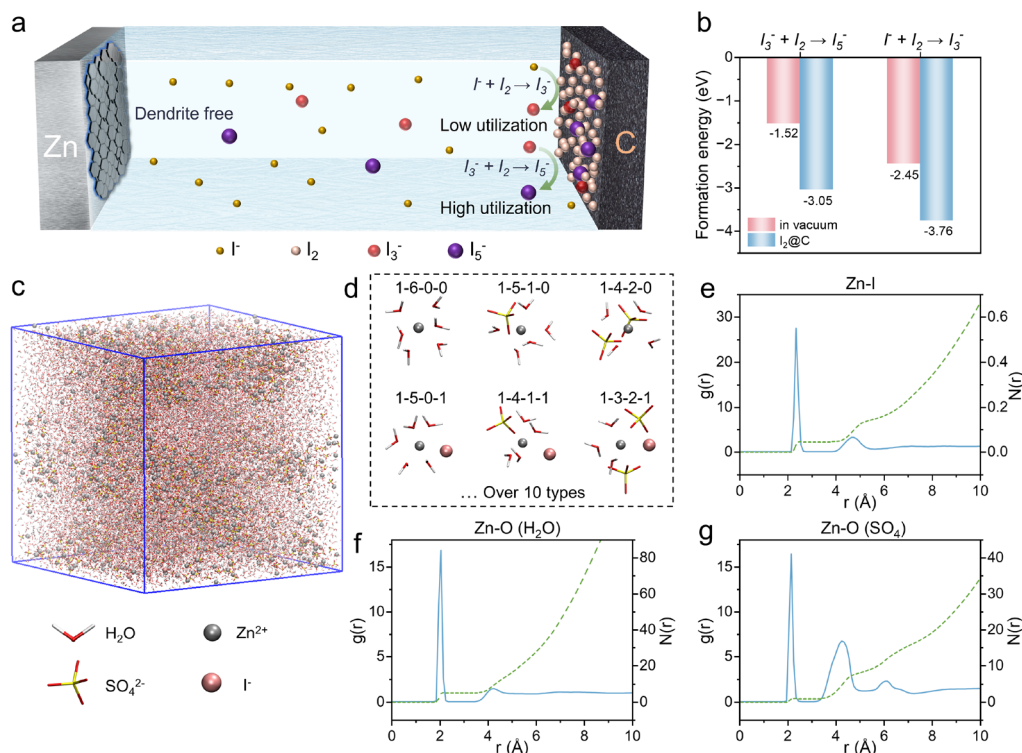 a
Zn
Dendrite free
I⁻ + I₂ → I₃⁻
Low utilization
I₃⁻ + I₂ → I₅⁻
High utilization
C
I⁻
I₂
I₃⁻
I₅⁻
b
I₃⁻ + I₂ → I₅⁻
I⁻ + I₂ → I₃⁻
Formation energy (eV)
0
−1
−2
−3
−4
-1.52
-3.05
-2.45
-3.76
in vacuum
I₂@C
c
H₂O
Zn²⁺
SO₄²⁻
I⁻
d
1-6-0-0
1-5-1-0
1-4-2-0
1-5-0-1
1-4-1-1
1-3-2-1
... Over 10 types
e
Zn-I
g(r)
30
25
20
15
10
5
0
N(r)
0.6
0.4
0.2
0.0
0 2 4 6 8 10
r (Å)
f
Zn-O (H₂O)
g(r)
15
10
5
0
N(r)
80
60
40
20
0
0 2 4 6 8 10
r (Å)
g
Zn-O (SO₄)
g(r)
15
10
5
0
N(r)
40
30
20
10
0
0 2 4 6 8 10
r (Å)